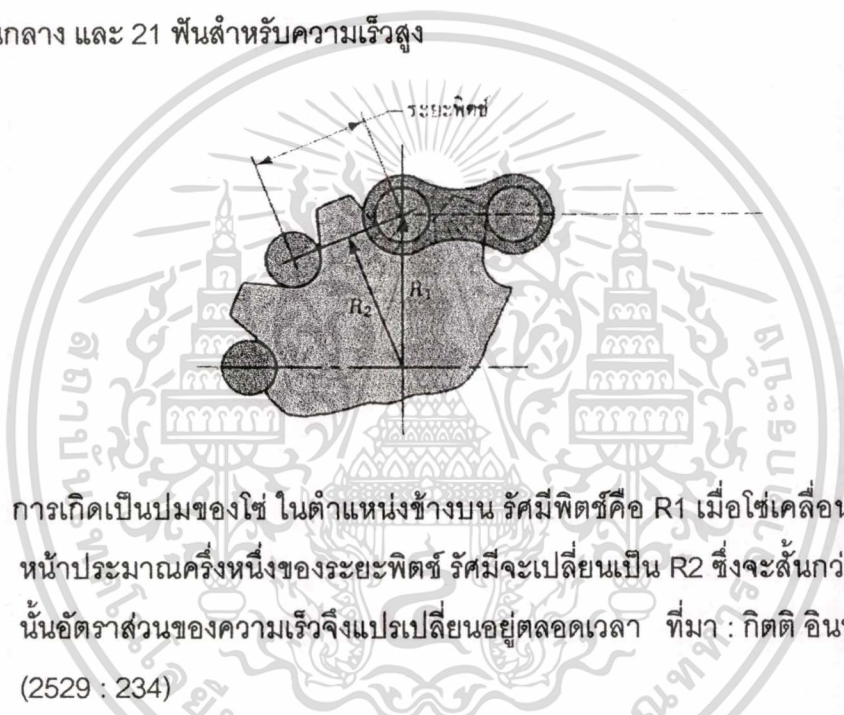 นกลาง และ 21 ฟันสำหรับความเร็วสูง
ระยะพิตช์
R2
R1
การเกิดเป็นปมของโซ่ ในตำแหน่งข้างบน รัศมีพิตช์คือ R1 เมื่อโซ่เคลื่อน
หน้าประมาณครึ่งหนึ่งของระยะพิตช์ รัศมีจะเปลี่ยนเป็น R2 ซึ่งจะสั้นกว่
นั้นอัตราส่วนของความเร็วจึงแปรเปลี่ยนอยู่ตลอดเวลา ที่มา : กิตติ อินท
(2529 : 234)